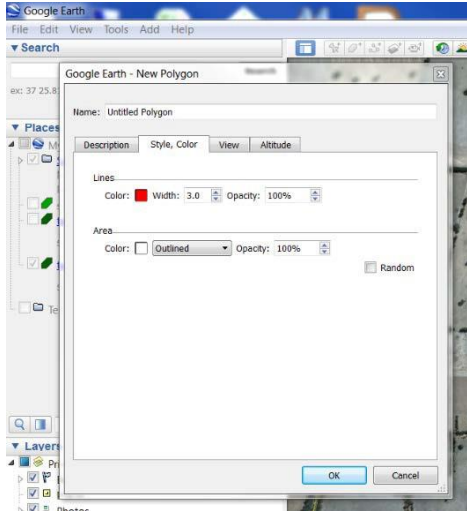 Google Earth
File Edit View Tools Add Help
Search
Google Earth - New Polygon
ex: 37 25.8
Name: Untitled Polygon
Places
Description Style, Color View Altitude
Lines
Color: Width: 3.0 Opacity: 100%
Area
Color: Outlined Opacity: 100%
Random
Te
Layers
Pri
OK Cancel
Photos